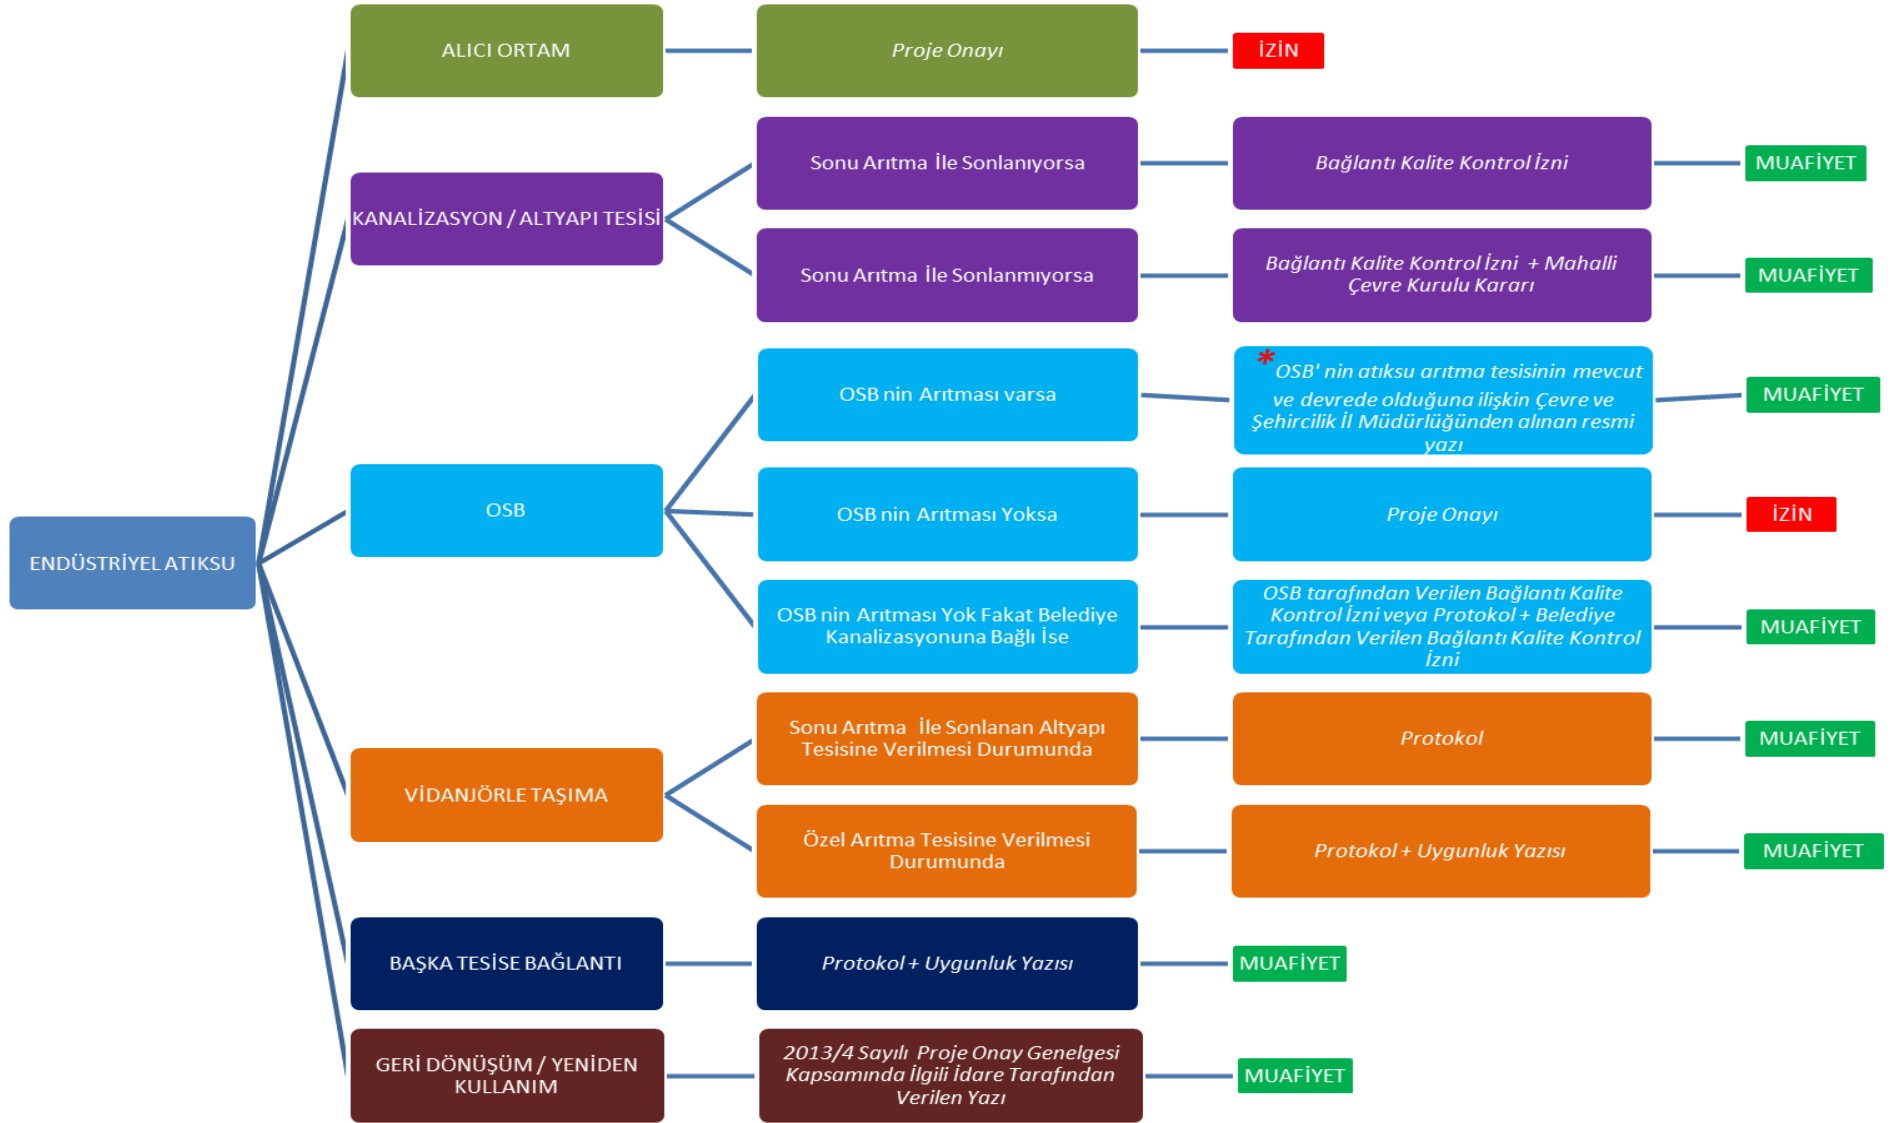 ALICI ORTAM
Proje Onayı
İZİN
Sonu Arıtma İle Sonlanıyorsa
Bağlantı Kalite Kontrol İzni
MUAFİYET
KANALİZASYON / ALTYAPI TESİSİ
Sonu Arıtma İle Sonlanmıyorsa
Bağlantı Kalite Kontrol İzni + Mahalli
Çevre Kurulu Kararı
MUAFİYET
OSB nin Arıtması varsa
* OSB' nin atıksu arıtma tesisinin mevcut
ve devrede olduğuna ilişkin Çevre ve
Şehircilik İl Müdürlüğünden alınan resmi
yazı
MUAFİYET
OSB
OSB nin Arıtması Yoksa
Proje Onayı
İZİN
ENDÜSTRİYEL ATIKSU
OSB nin Arıtması Yok Fakat Belediye
Kanalizasyonuna Bağlı İse
OSB tarafından Verilen Bağlantı Kalite
Kontrol İzni veya Protokol + Belediye
Tarafından Verilen Bağlantı Kalite Kontrol
İzni
MUAFİYET
Sonu Arıtma İle Sonlanan Altyapı
Tesisine Verilmesi Durumunda
Protokol
MUAFİYET
VİDANJÖRLE TAŞIMA
Özel Arıtma Tesisine Verilmesi
Durumunda
Protokol + Uygunluk Yazısı
MUAFİYET
BAŞKA TESİSE BAĞLANTI
Protokol + Uygunluk Yazısı
MUAFİYET
GERİ DÖNÜŞÜM / YENİDEN
KULLANIM
2013/4 Sayılı Proje Onay Genelgesi
Kapsamında İlgili İdare Tarafından
Verilen Yazı
MUAFİYET